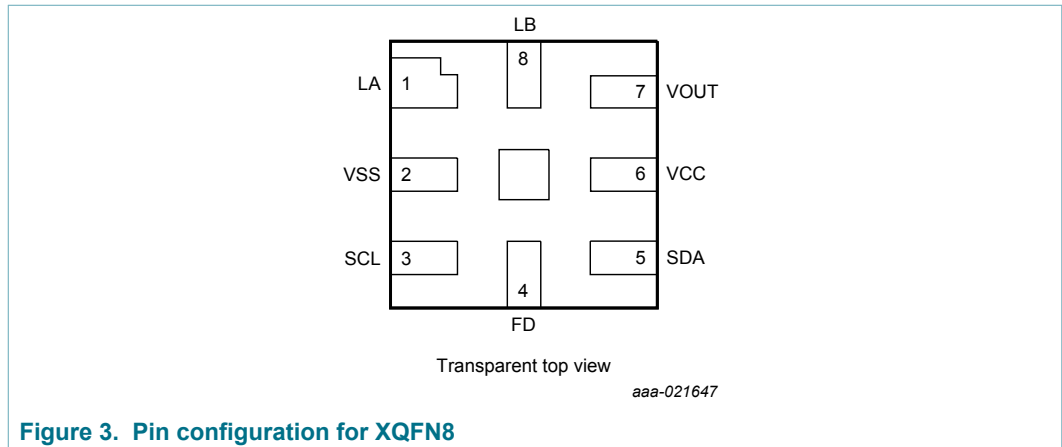 LB
8
LA 1
7 VOUT
VSS 2
6 VCC
SCL 3
5 SDA
4
FD
Transparent top view
aaa-021647
Figure 3. Pin configuration for XQFN8